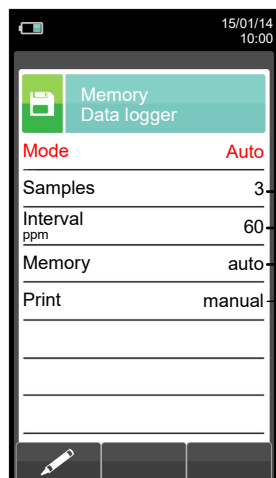 15/01/14
10:00
Memory
Data logger
Mode Auto
Samples 3
Interval 60
ppm
Memory auto
Print manual